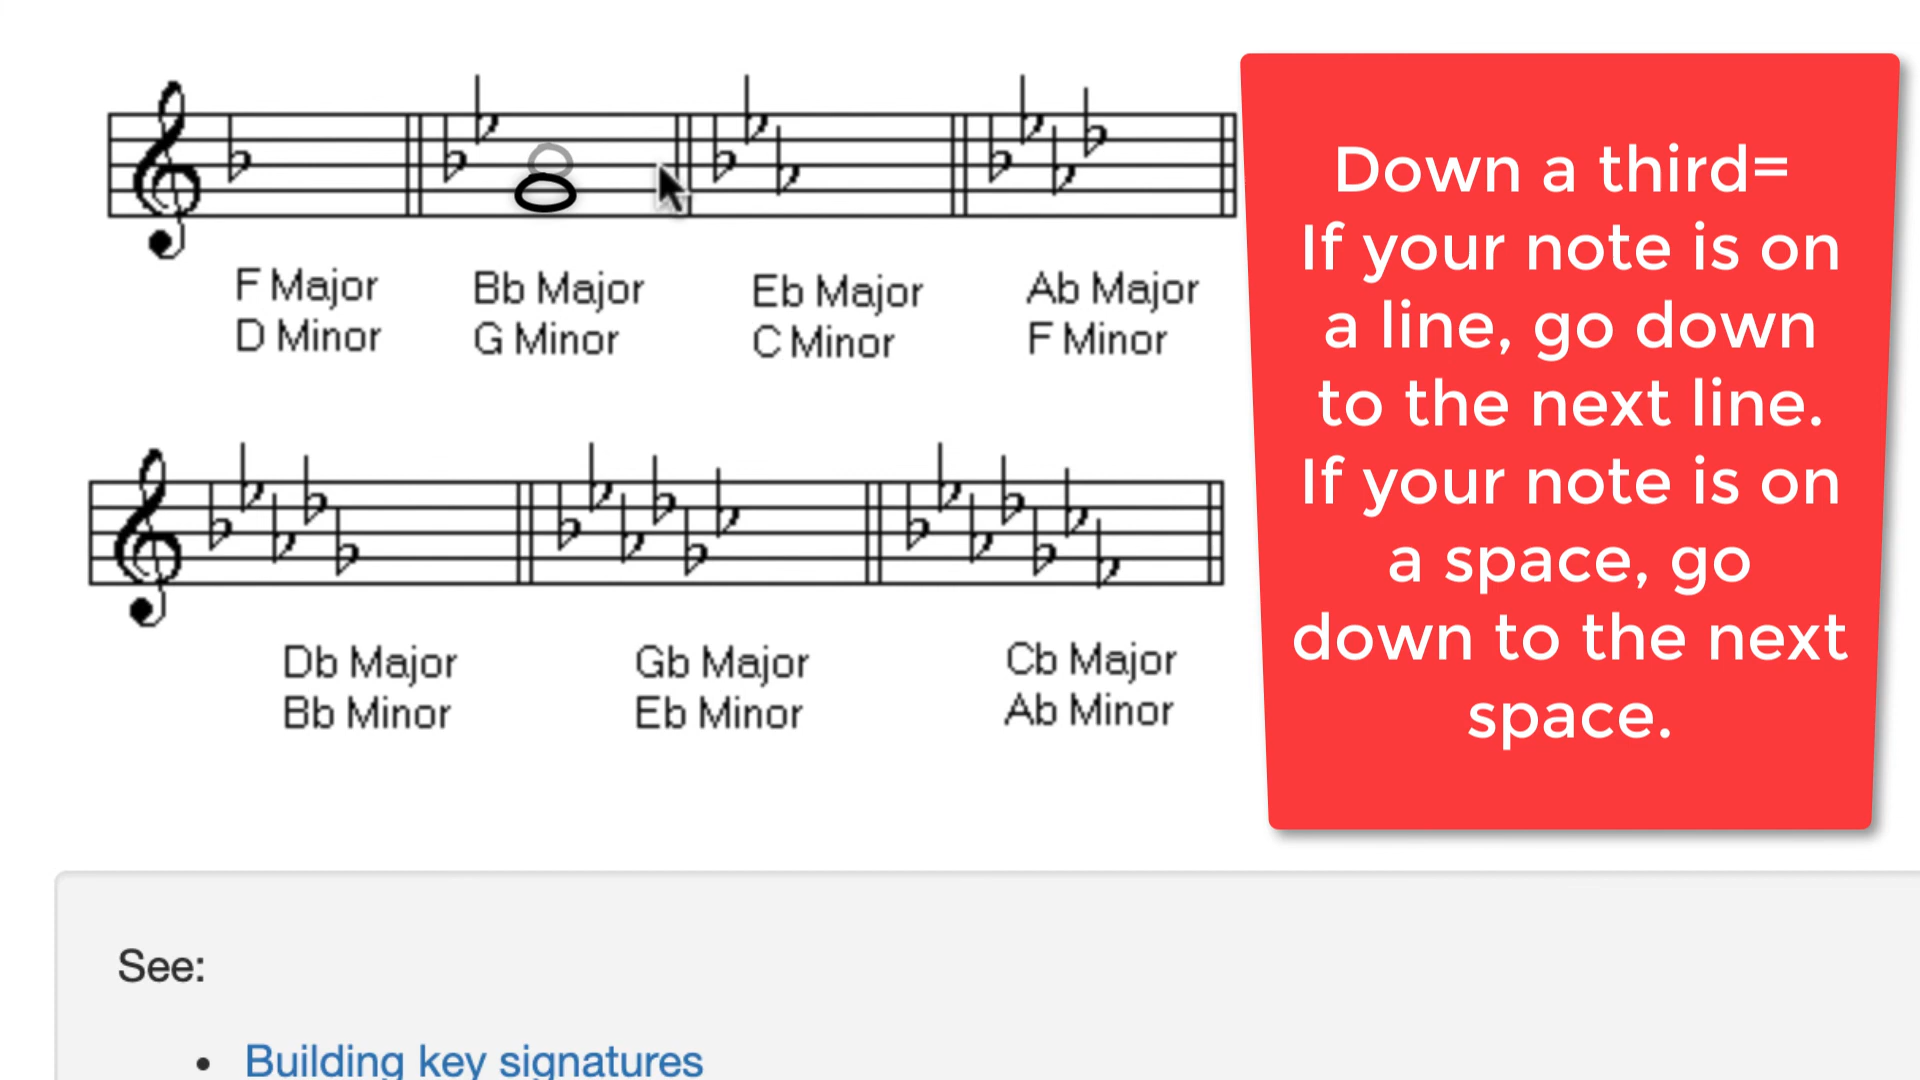 F Major
D Minor
Bb Major
G Minor
Eb Major
C Minor
Ab Major
F Minor
Db Major
Bb Minor
Gb Major
Eb Minor
Cb Major
Ab Minor
Down a third=
If your note is on
a line, go down
to the next line.
If your note is on
a space, go
down to the next
space.
See:
• Building key signatures